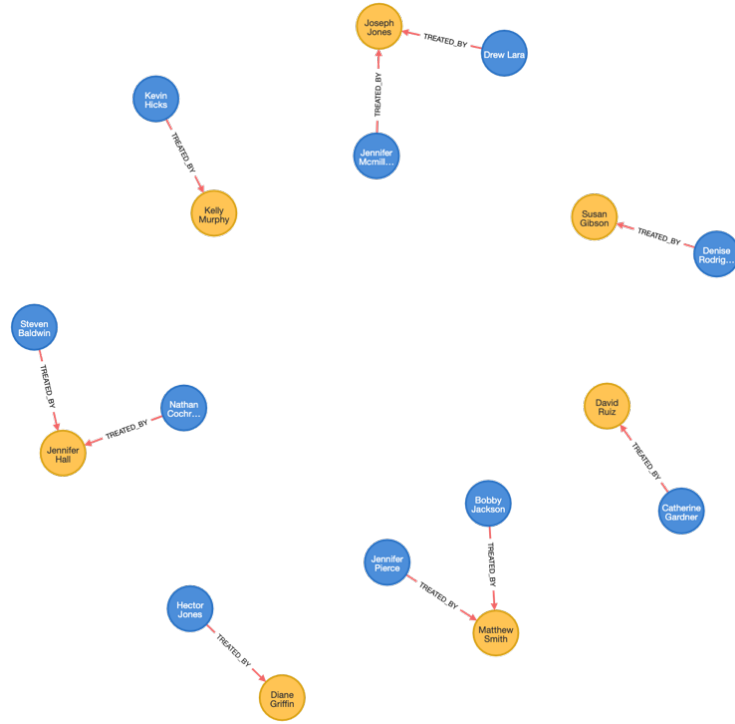 Joseph
Jones
TREATED_BY
Drew Lara
TREATED_BY
Jennifer
Mcmill...
Kevin
Hicks
TREATED_BY
Kelly
Murphy
Susan
Gibson
TREATED_BY
Denise
Rodrig...
Steven
Baldwin
TREATED_BY
Nathan
Cochr...
TREATED_BY
Jennifer
Hall
David
Ruiz
TREATED_BY
Catherine
Gardner
Bobby
Jackson
TREATED_BY
Jennifer
Pierce
TREATED_BY
Matthew
Smith
Hector
Jones
TREATED_BY
Diane
Griffin